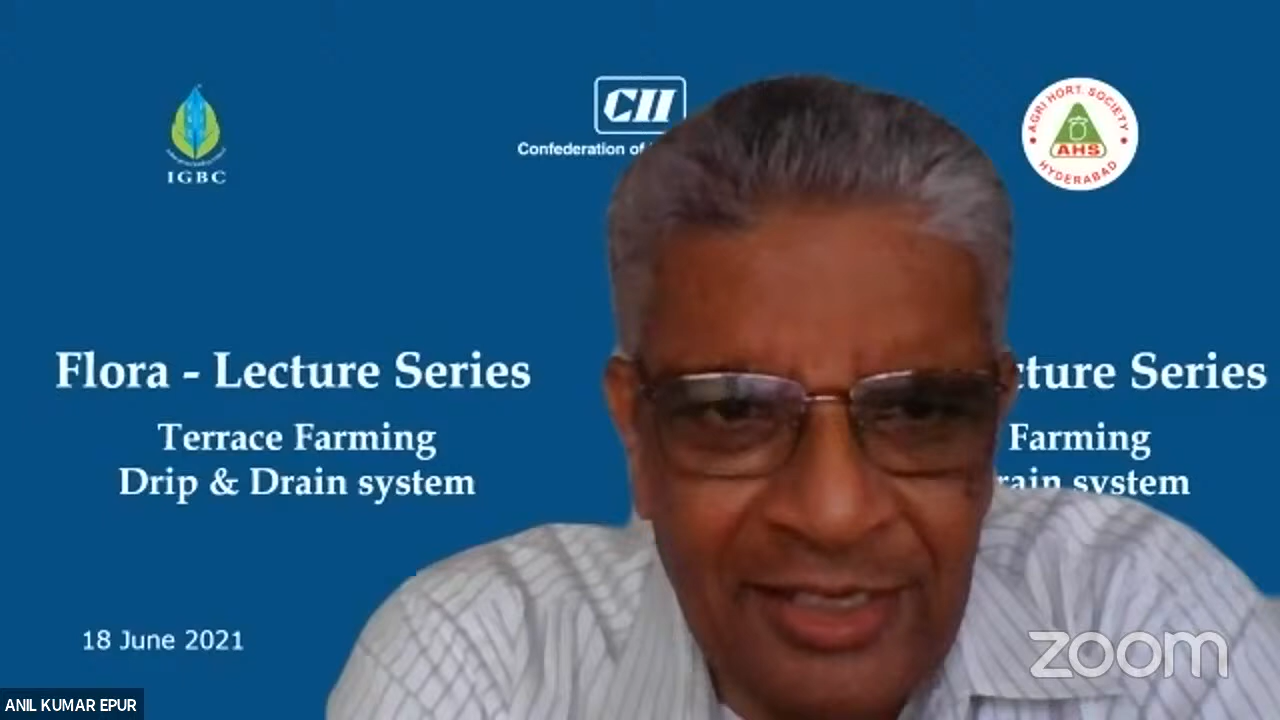 IGBC
CII
Confederation of
AGRI HORT. SOCIETY
AHS
HYDERABAD
Flora - Lecture Series
Terrace Farming
Drip & Drain system
cture Series
Farming
rain system
18 June 2021
zoom
ANIL KUMAR EPUR